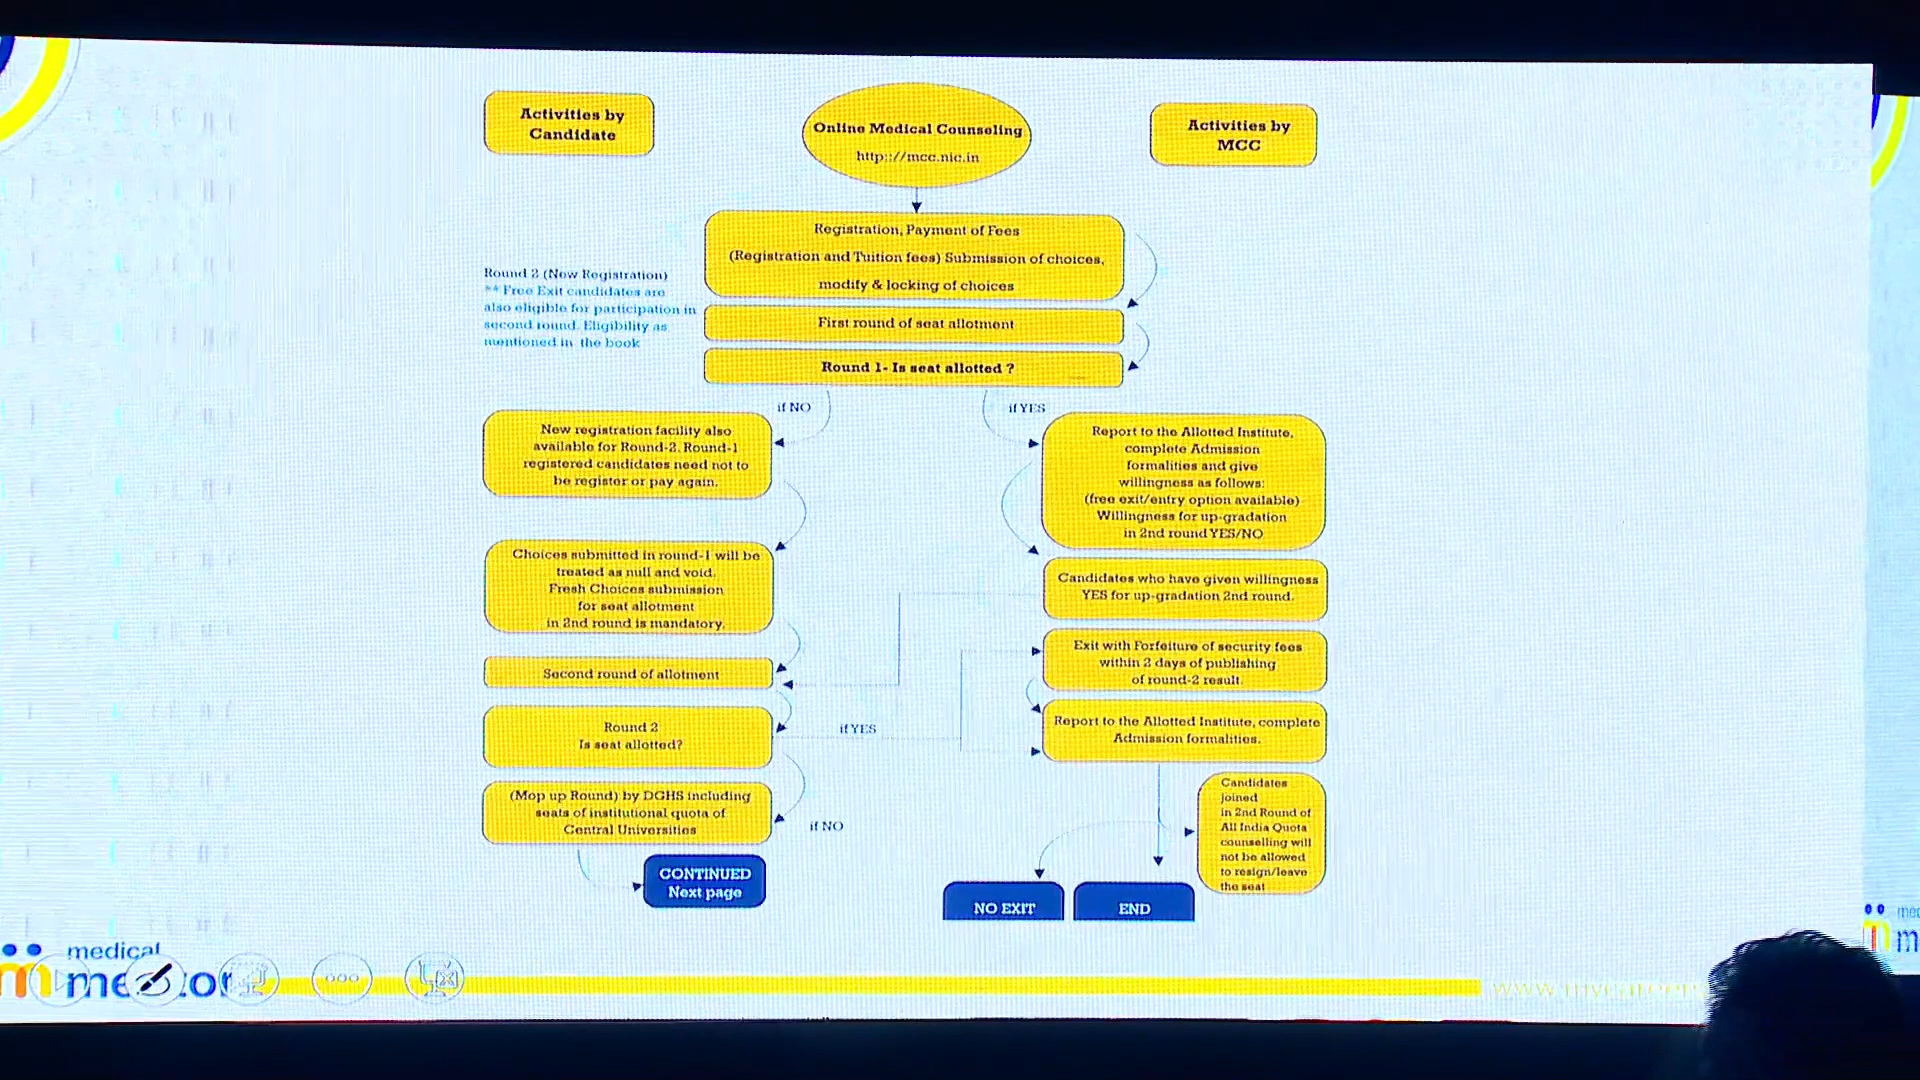 Activities by
Candidate
Online Medical Counseling
http://mcc.nic.in
Activities by
MCC
Registration, Payment of Fees
(Registration and Tuition fees) Submission of choices,
modify & locking of choices
Round 2 (New Registration)
** Free Exit candidates are
also eligible for participation in
second round. Eligibility as
mentioned in the book
First round of seat allotment
Round 1- Is seat allotted ?
if NO
if YES
New registration facility also
available for Round-2. Round-1
registered candidates need not to
be register or pay again.
Report to the Allotted Institute,
complete Admission
formalities and give
willingness as follows:
(free exit/entry option available)
Willingness for up-gradation
in 2nd round YES/NO
Choices submitted in round-1 will be
treated as null and void.
Fresh Choices submission
for seat allotment
in 2nd round is mandatory.
Candidates who have given willingness
YES for up-gradation 2nd round.
Second round of allotment
Exit with Forfeiture of security fees
within 2 days of publishing
of round-2 result.
Round 2
Is seat allotted?
if YES
Report to the Allotted Institute, complete
Admission formalities.
(Mop up Round) by DGHS including
seats of institutional quota of
Central Universities
if NO
Candidates
joined
in 2nd Round of
All India Quota
counselling will
not be allowed
to resign/leave
the seat
CONTINUED
Next page
NO EXIT
END
medical